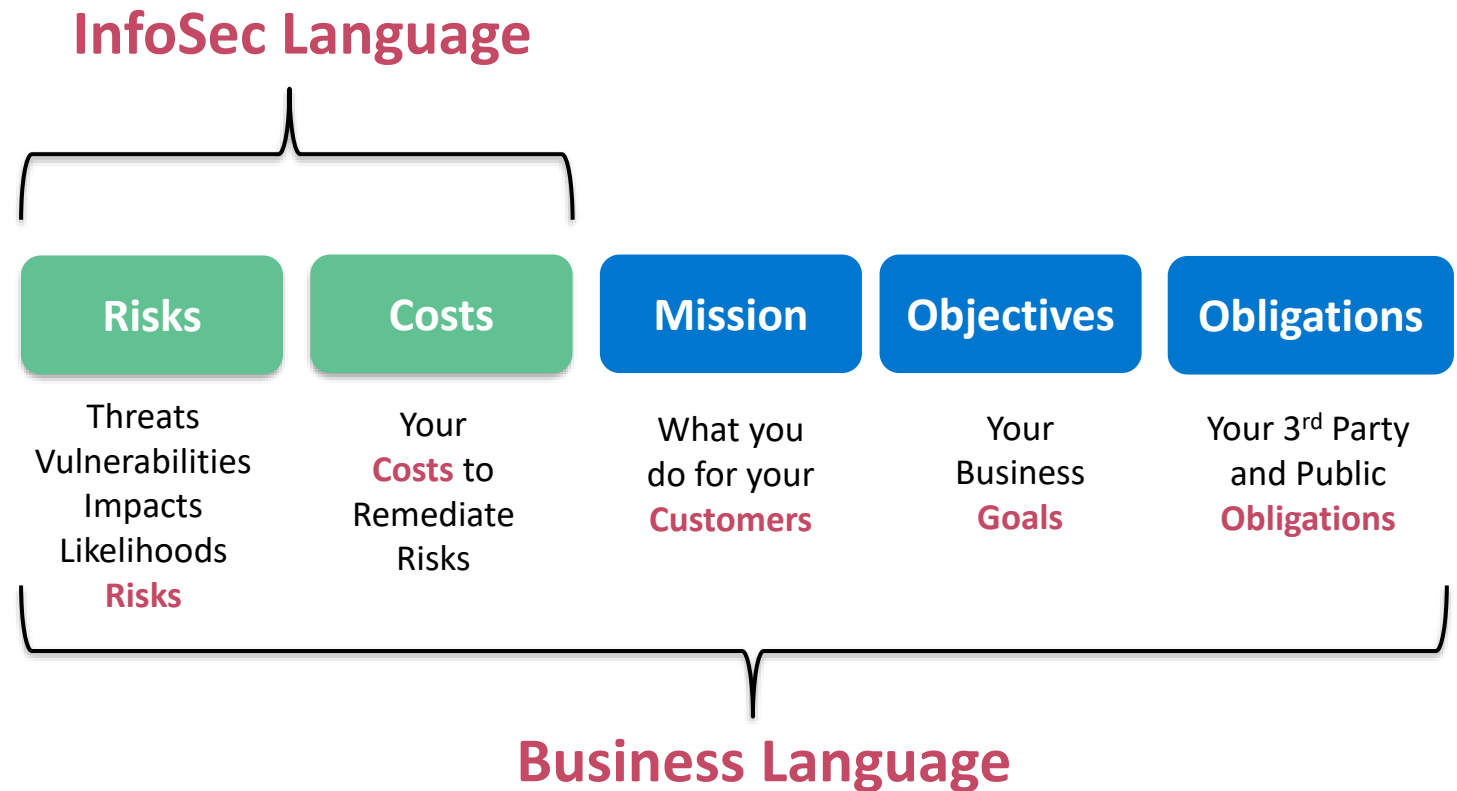 InfoSec Language
Risks
Costs
Mission
Objectives
Obligations
Threats
Vulnerabilities
Impacts
Likelihoods
Risks
Your
Costs to
Remediate
Risks
What you
do for your
Customers
Your
Business
Goals
Your 3rd Party
and Public
Obligations
Business Language